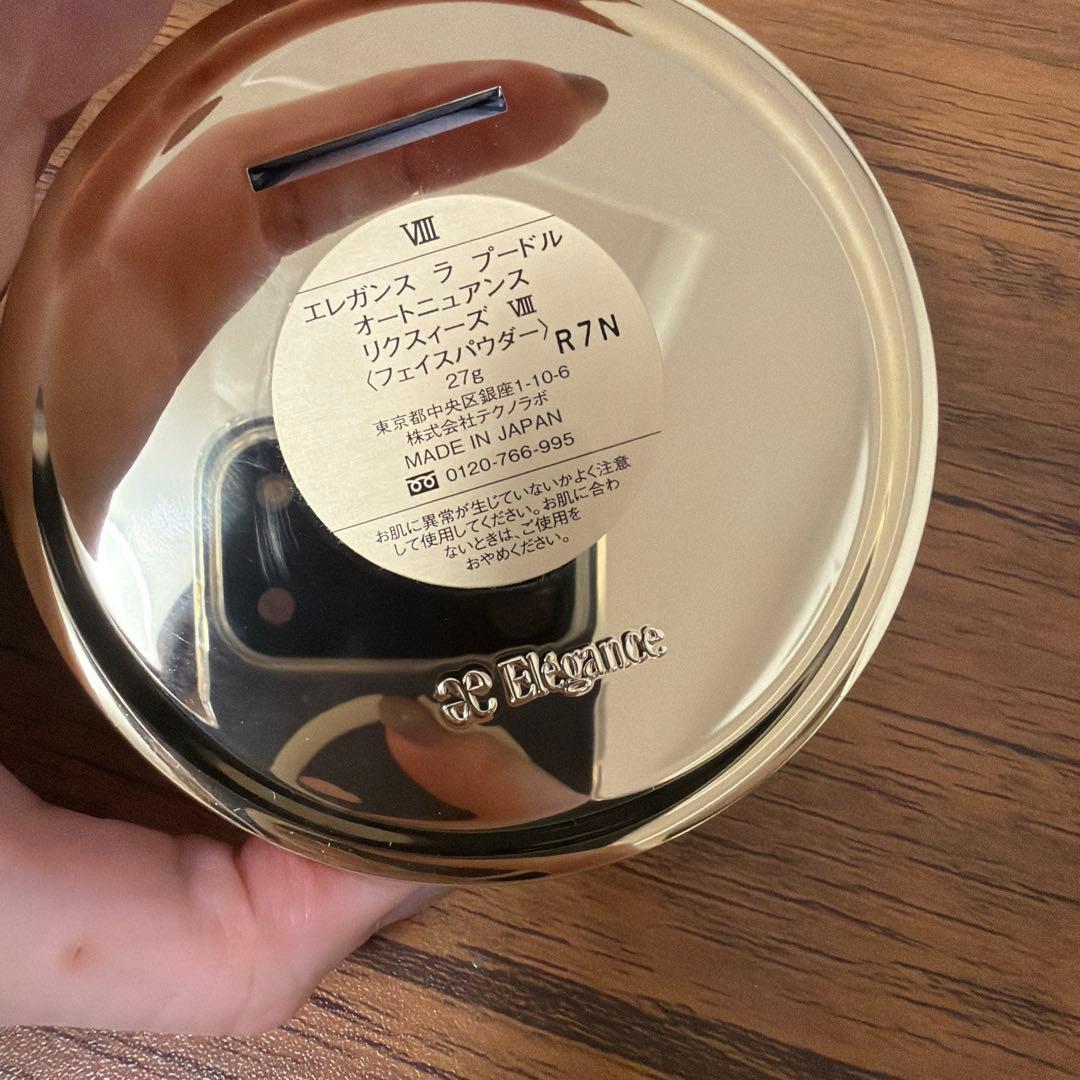 Ⅷ
エレガンス ラ プードル
オートニュアンス
リクスィーズ Ⅷ
〈フェイスパウダー〉R7N
27g
東京都中央区銀座1-10-6
株式会社テクノラボ
MADE IN JAPAN
0120-766-995
お肌に異常が生じていないかよく注意
して使用してください。お肌に合わ
ないときは、ご使用を
おやめください。
æ Elégance